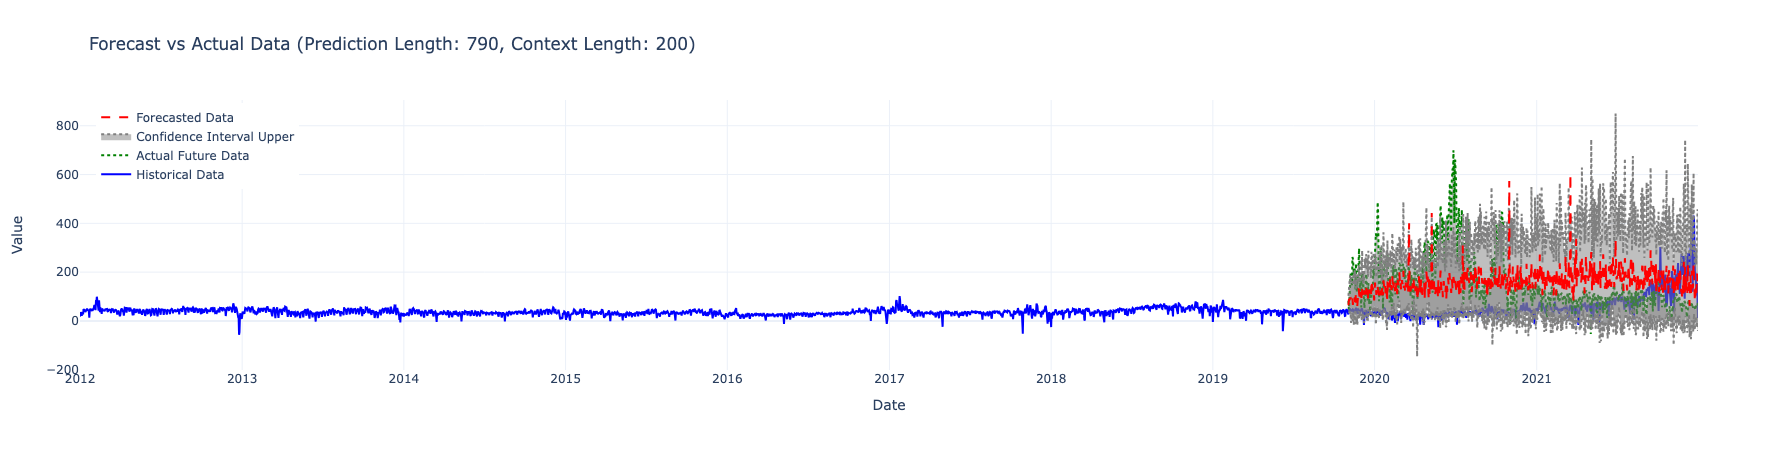 Forecast vs Actual Data (Prediction Length: 790, Context Length: 200)
Forecasted Data
Confidence Interval Upper
Actual Future Data
Historical Data
800
600
400
200
0
−200
Value
2012
2013
2014
2015
2016
2017
2018
2019
2020
2021
Date